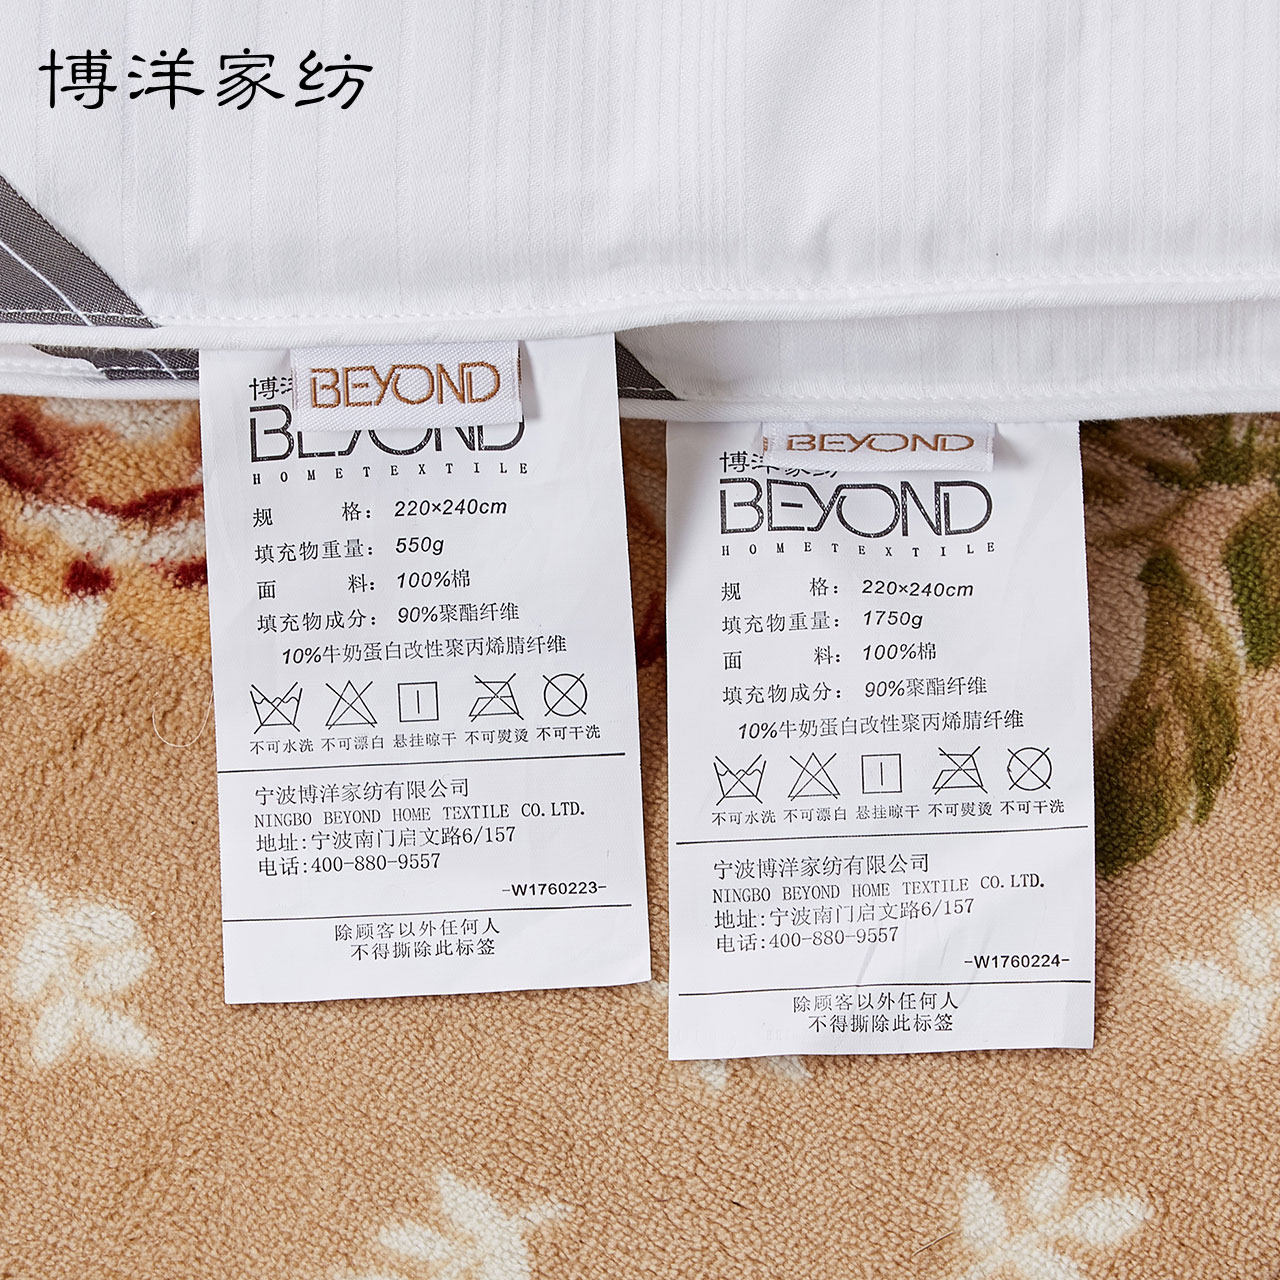 博洋家纺
BEYOND
博洋
BEYOND
HOMETEXTILE
规 格: 220×240cm
填充物重量: 550g
面 料: 100%棉
填充物成分: 90%聚酯纤维
10%牛奶蛋白改性聚丙烯腈纤维
不可水洗 不可漂白 悬挂晾干 不可熨烫 不可干洗
宁波博洋家纺有限公司
NINGBO BEYOND HOME TEXTILE CO.LTD.
地址:宁波南门启文路6/157
电话:400-880-9557
-W1760223-
除顾客以外任何人
不得撕除此标签
BEYOND
博洋家纺
BEYOND
HOMETEXTILE
规 格: 220×240cm
填充物重量: 1750g
面 料: 100%棉
填充物成分: 90%聚酯纤维
10%牛奶蛋白改性聚丙烯腈纤维
不可水洗 不可漂白 悬挂晾干 不可熨烫 不可干洗
宁波博洋家纺有限公司
NINGBO BEYOND HOME TEXTILE CO.LTD.
地址:宁波南门启文路6/157
电话:400-880-9557
-W1760224-
除顾客以外任何人
不得撕除此标签